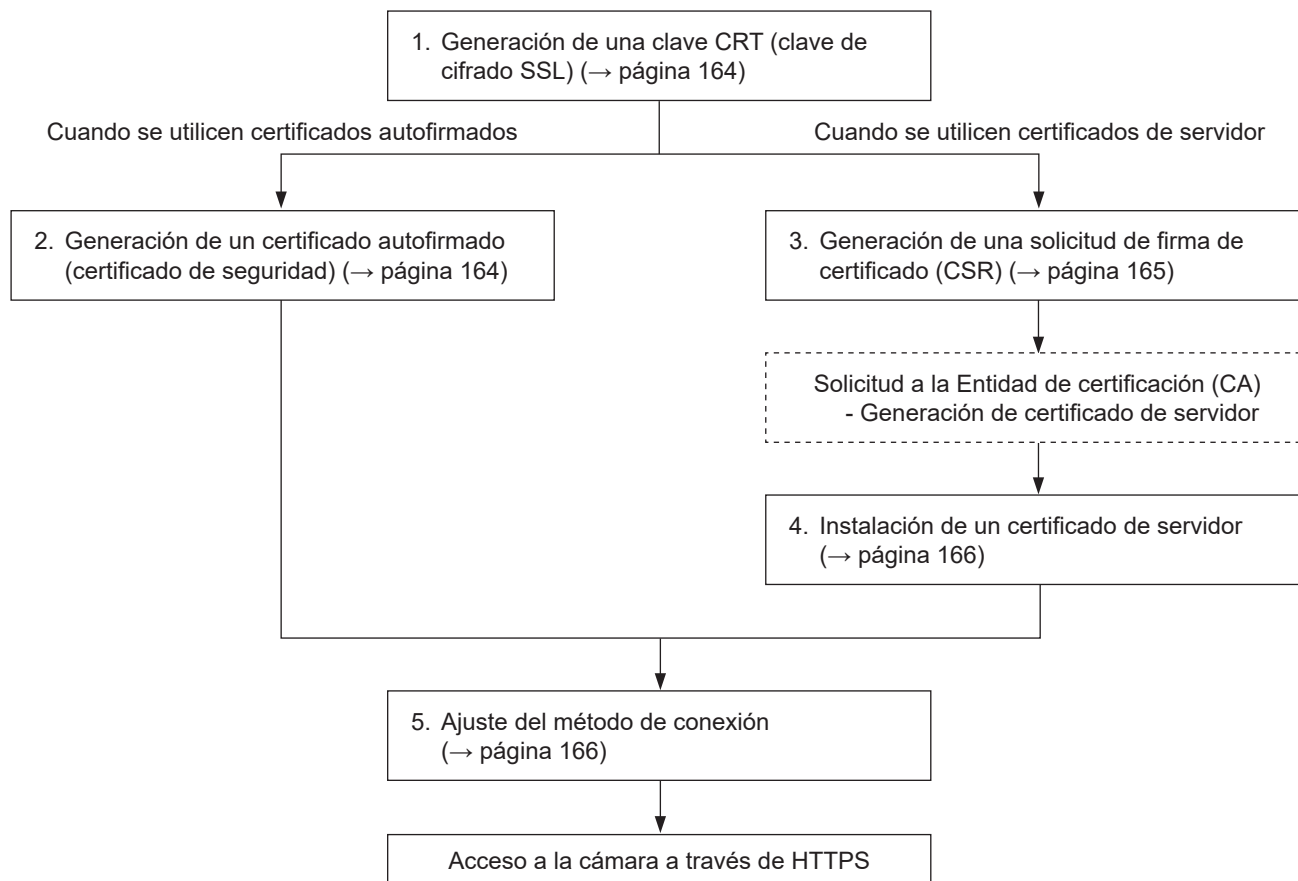 1. Generación de una clave CRT (clave de
cifrado SSL) (→ página 164)
Cuando se utilicen certificados autofirmados
Cuando se utilicen certificados de servidor
2. Generación de un certificado autofirmado
(certificado de seguridad) (→ página 164)
3. Generación de una solicitud de firma de
certificado (CSR) (→ página 165)
Solicitud a la Entidad de certificación (CA)
- Generación de certificado de servidor
4. Instalación de un certificado de servidor
(→ página 166)
5. Ajuste del método de conexión
(→ página 166)
Acceso a la cámara a través de HTTPS